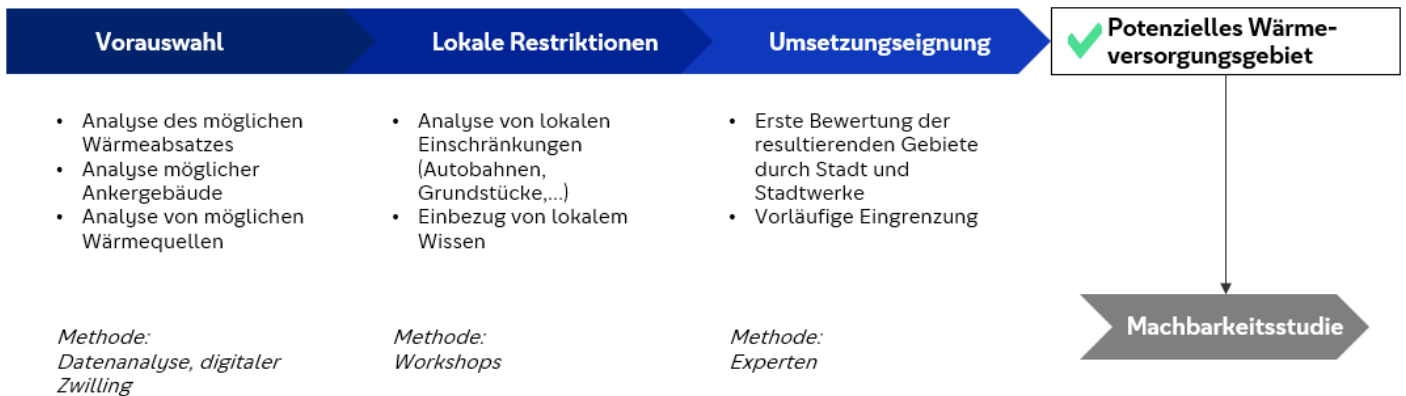 Vorauswahl
Lokale Restriktionen
Umsetzungseignung
Potenzielles Wärme-
versorgungsgebiet
• Analyse des möglichen
Wärmeabsatzes
• Analyse möglicher
Ankergebäude
• Analyse von möglichen
Wärmequellen
• Analyse von lokalen
Einschränkungen
(Autobahnen,
Grundstücke,...)
• Einbezug von lokalem
Wissen
• Erste Bewertung der
resultierenden Gebiete
durch Stadt und
Stadtwerke
• Vorläufige Eingrenzung
Methode:
Datenanalyse, digitaler
Zwilling
Methode:
Workshops
Methode:
Experten
Machbarkeitsstudie